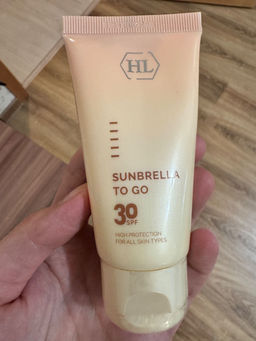 HL
SUNBRELLA
TO GO
30 SPF
HIGH PROTECTION
FOR ALL SKIN TYPES